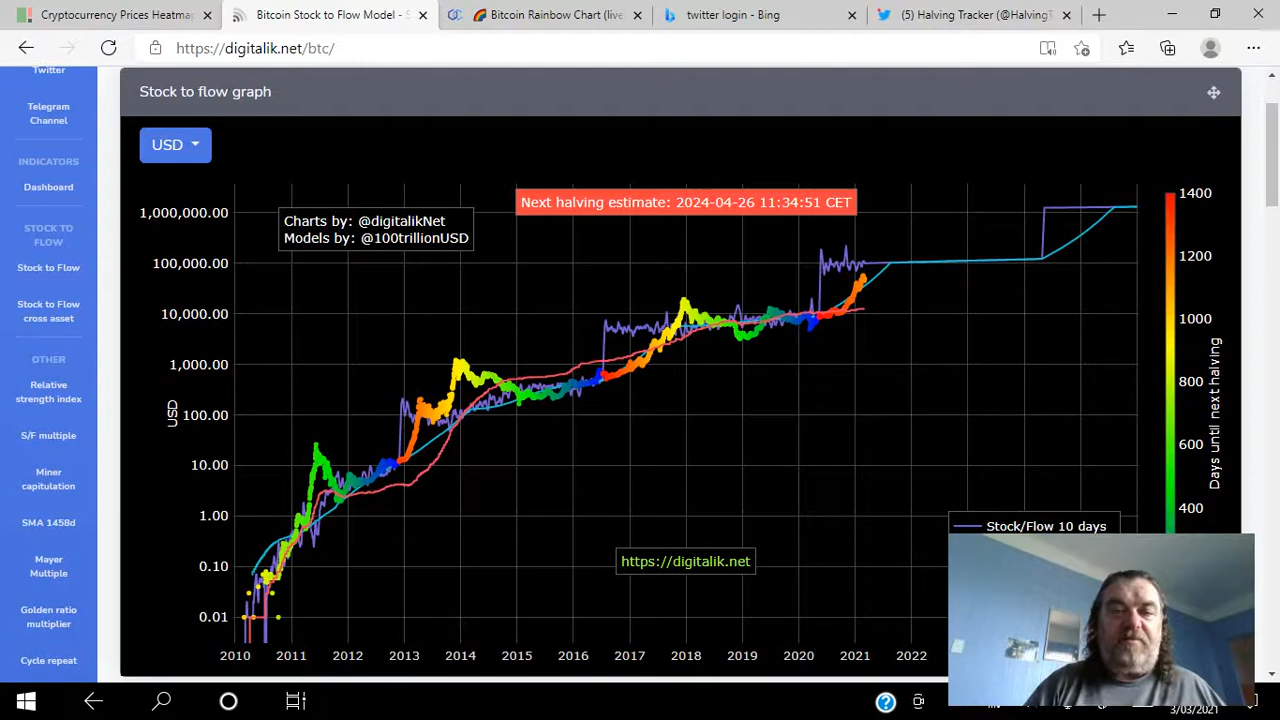 Cryptocurrency Prices Heatmap
Bitcoin Stock to Flow Model - S
Bitcoin Rainbow Chart (live
twitter login - Bing
(5) Halving Tracker (@HalvingT
https://digitalik.net/btc/
Twitter
Telegram
Channel
INDICATORS
Dashboard
STOCK TO
FLOW
Stock to Flow
Stock to Flow
cross asset
OTHER
Relative
strength index
S/F multiple
Miner
capitulation
SMA 1458d
Mayer
Multiple
Golden ratio
multiplier
Cycle repeat
Stock to flow graph
USD
Next halving estimate: 2024-04-26 11:34:51 CET
Charts by: @digitalikNet
Models by: @100trillionUSD
1,000,000.00
100,000.00
10,000.00
1,000.00
100.00
10.00
1.00
0.10
0.01
USD
2010 2011 2012 2013 2014 2015 2016 2017 2018 2019 2020 2021 2022
https://digitalik.net
Stock/Flow 10 days
1400
1200
1000
800
600
400
Days until next halving
3/03/2021